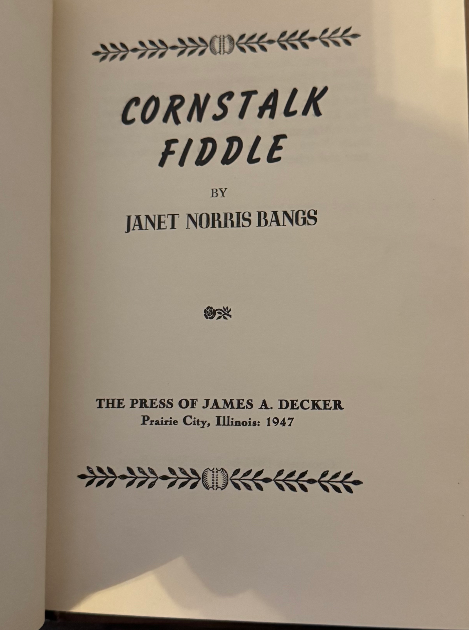 CORNSTALK
FIDDLE
BY
JANET NORRIS BANGS
THE PRESS OF JAMES A. DECKER
Prairie City, Illinois: 1947